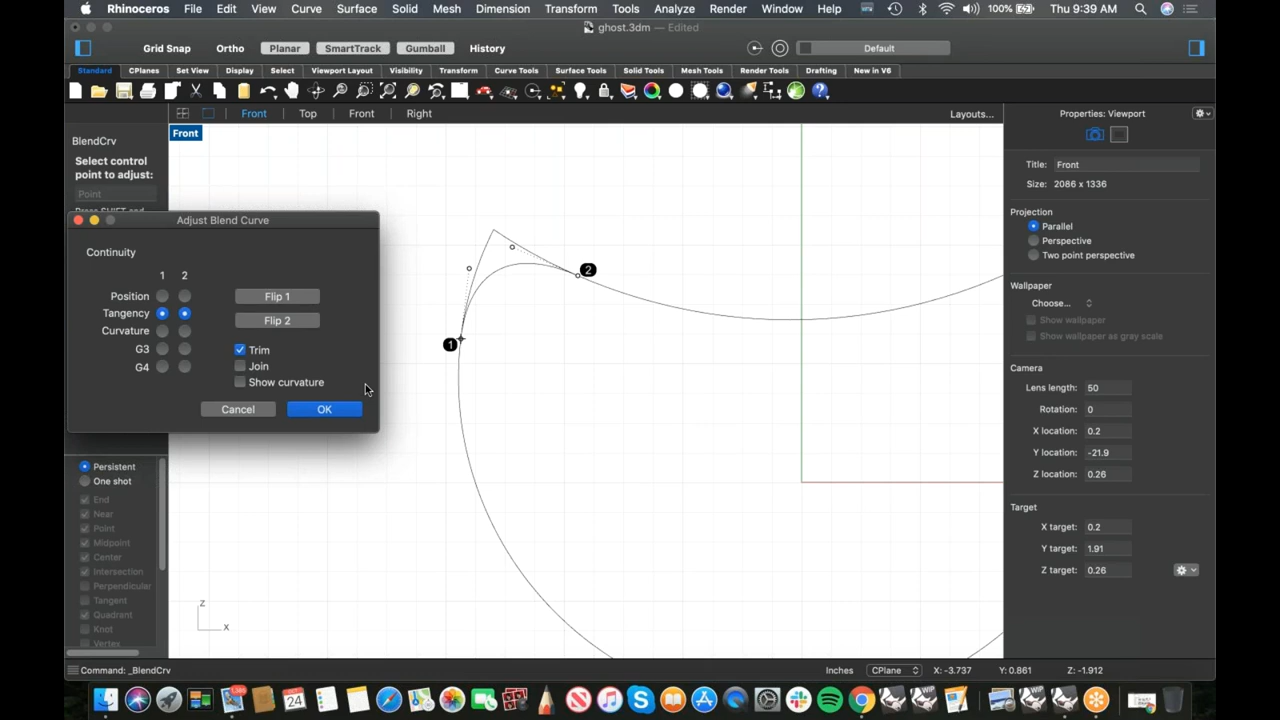 Rhinoceros File Edit View Curve Surface Solid Mesh Dimension Transform Tools Analyze Render Window Help 100% Thu 9:39 AM
ghost.3dm — Edited
Grid Snap Ortho Planar SmartTrack Gumball History Default
Standard CPlanes Set View Display Select Viewport Layout Visibility Transform Curve Tools Surface Tools Solid Tools Mesh Tools Render Tools Drafting New in V6
Front Top Front Right Layouts... Properties: Viewport
Front
BlendCrv
Select control
point to adjust:
Point
Adjust Blend Curve
Continuity
1 2
Position Flip 1
Tangency
Flip 2
Curvature
G3 Trim
G4 Join
Show curvature
Cancel OK
1
2
Z
X
Persistent
One shot
End
Near
Point
Midpoint
Center
Intersection
Perpendicular
Tangent
Quadrant
Knot
Vertex
Title: Front
Size: 2086 x 1336
Projection
Parallel
Perspective
Two point perspective
Wallpaper
Choose...
Show wallpaper
Show wallpaper as gray scale
Camera
Lens length: 50
Rotation: 0
X location: 0.2
Y location: -21.9
Z location: 0.26
Target
X target: 0.2
Y target: 1.91
Z target: 0.26
Command: _BlendCrv Inches CPlane X: -3.737 Y: 0.861 Z: -1.912
24